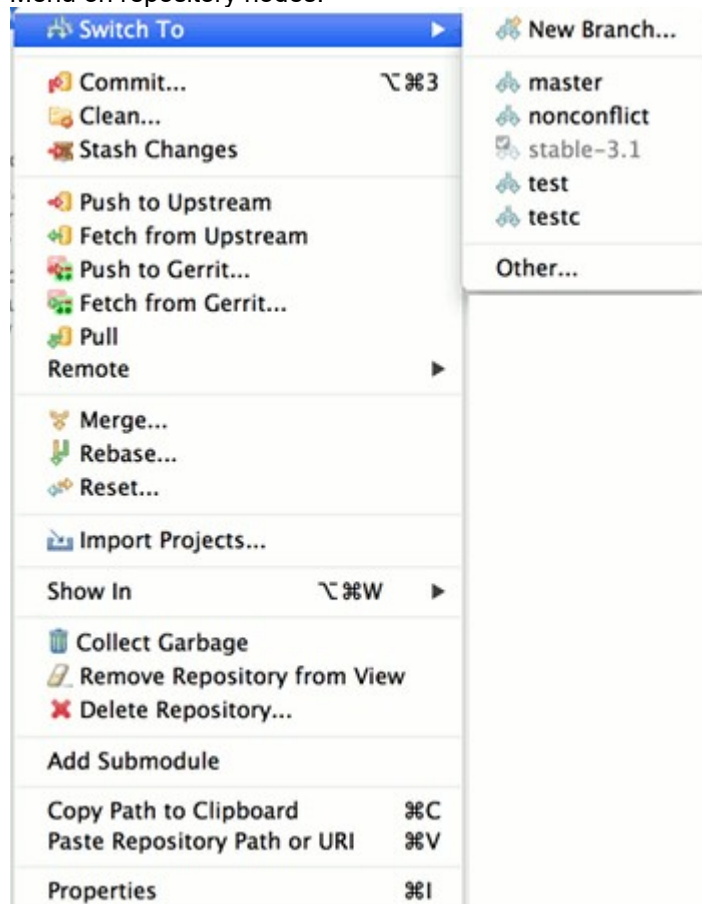 Menu on repository nodes:
Switch To
Commit... ⌥⌘3
Clean...
Stash Changes
Push to Upstream
Fetch from Upstream
Push to Gerrit...
Fetch from Gerrit...
Pull
Remote
Merge...
Rebase...
Reset...
Import Projects...
Show In ⌥⌘W
Collect Garbage
Remove Repository from View
Delete Repository...
Add Submodule
Copy Path to Clipboard ⌘C
Paste Repository Path or URI ⌘V
Properties ⌘I
New Branch...
master
nonconflict
stable-3.1
test
testc
Other...